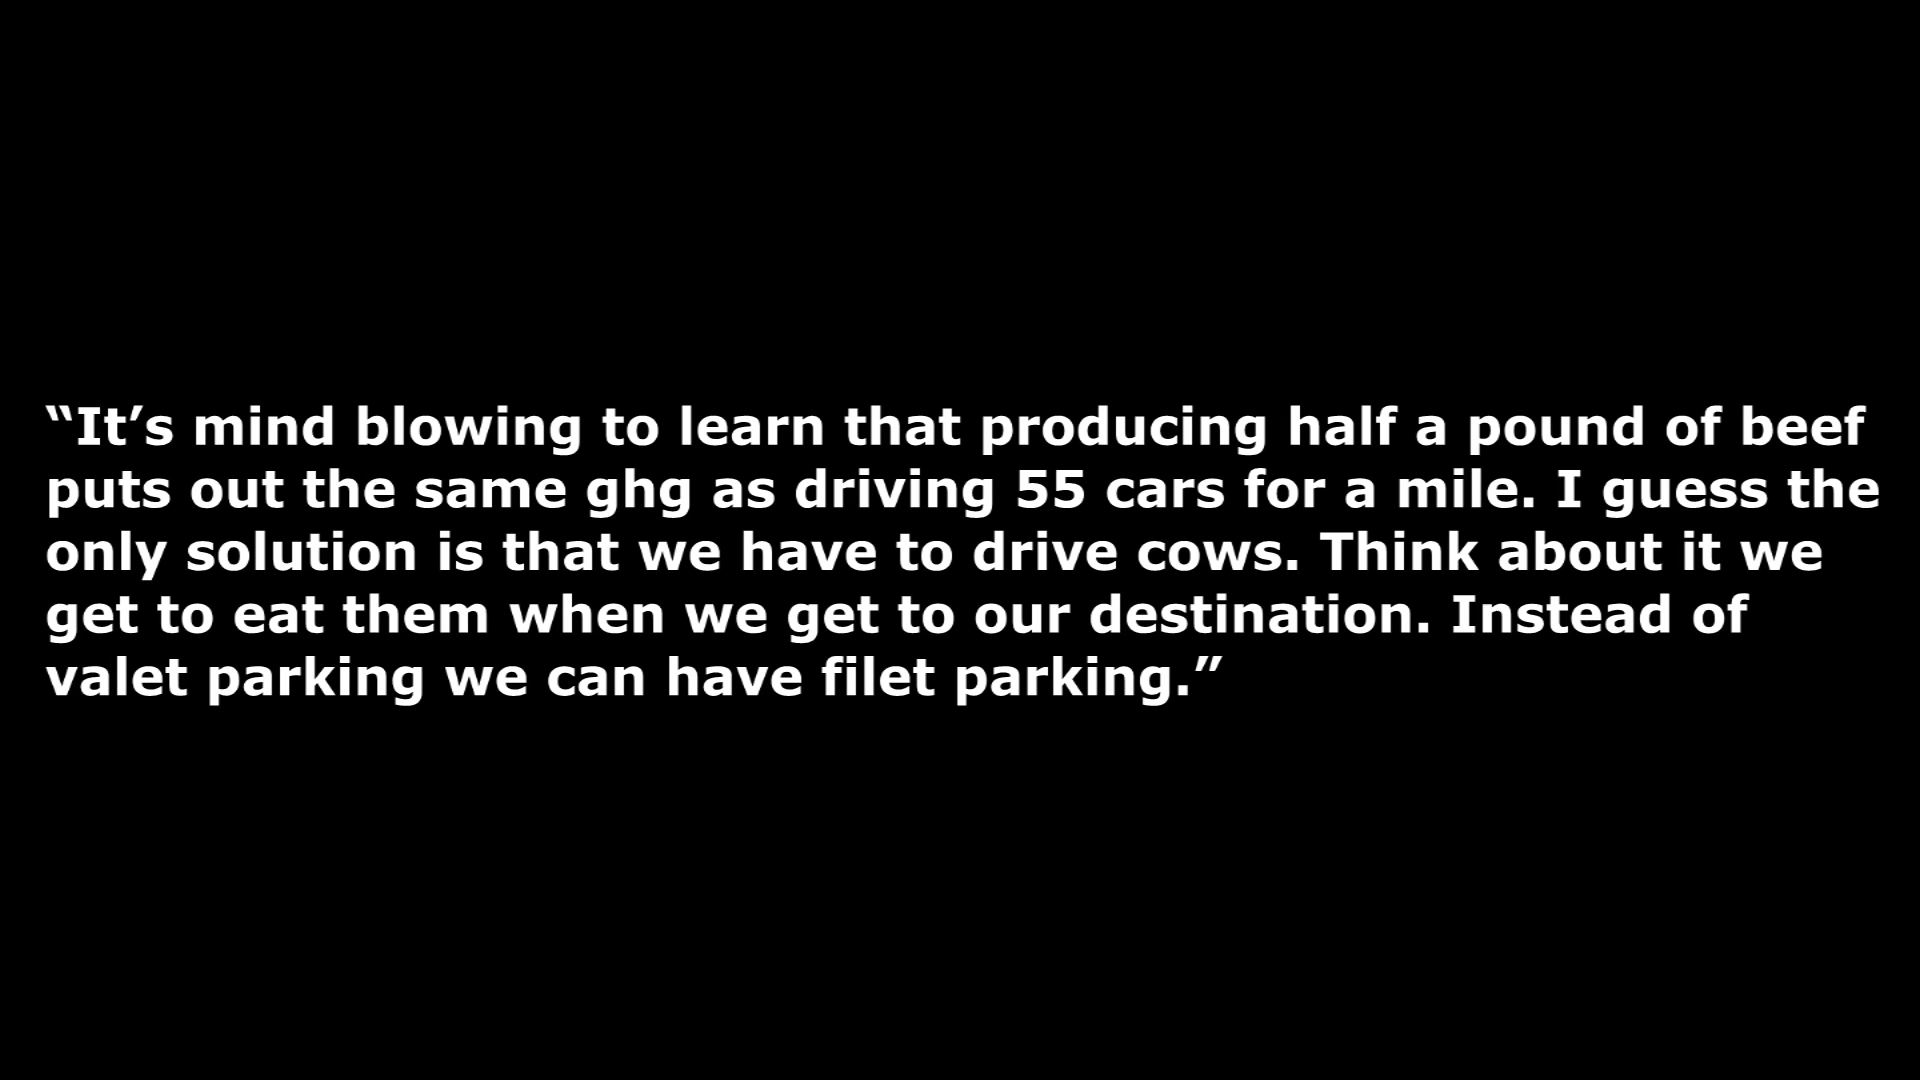 “It’s mind blowing to learn that producing half a pound of beef
puts out the same ghg as driving 55 cars for a mile. I guess the
only solution is that we have to drive cows. Think about it we
get to eat them when we get to our destination. Instead of
valet parking we can have filet parking.”